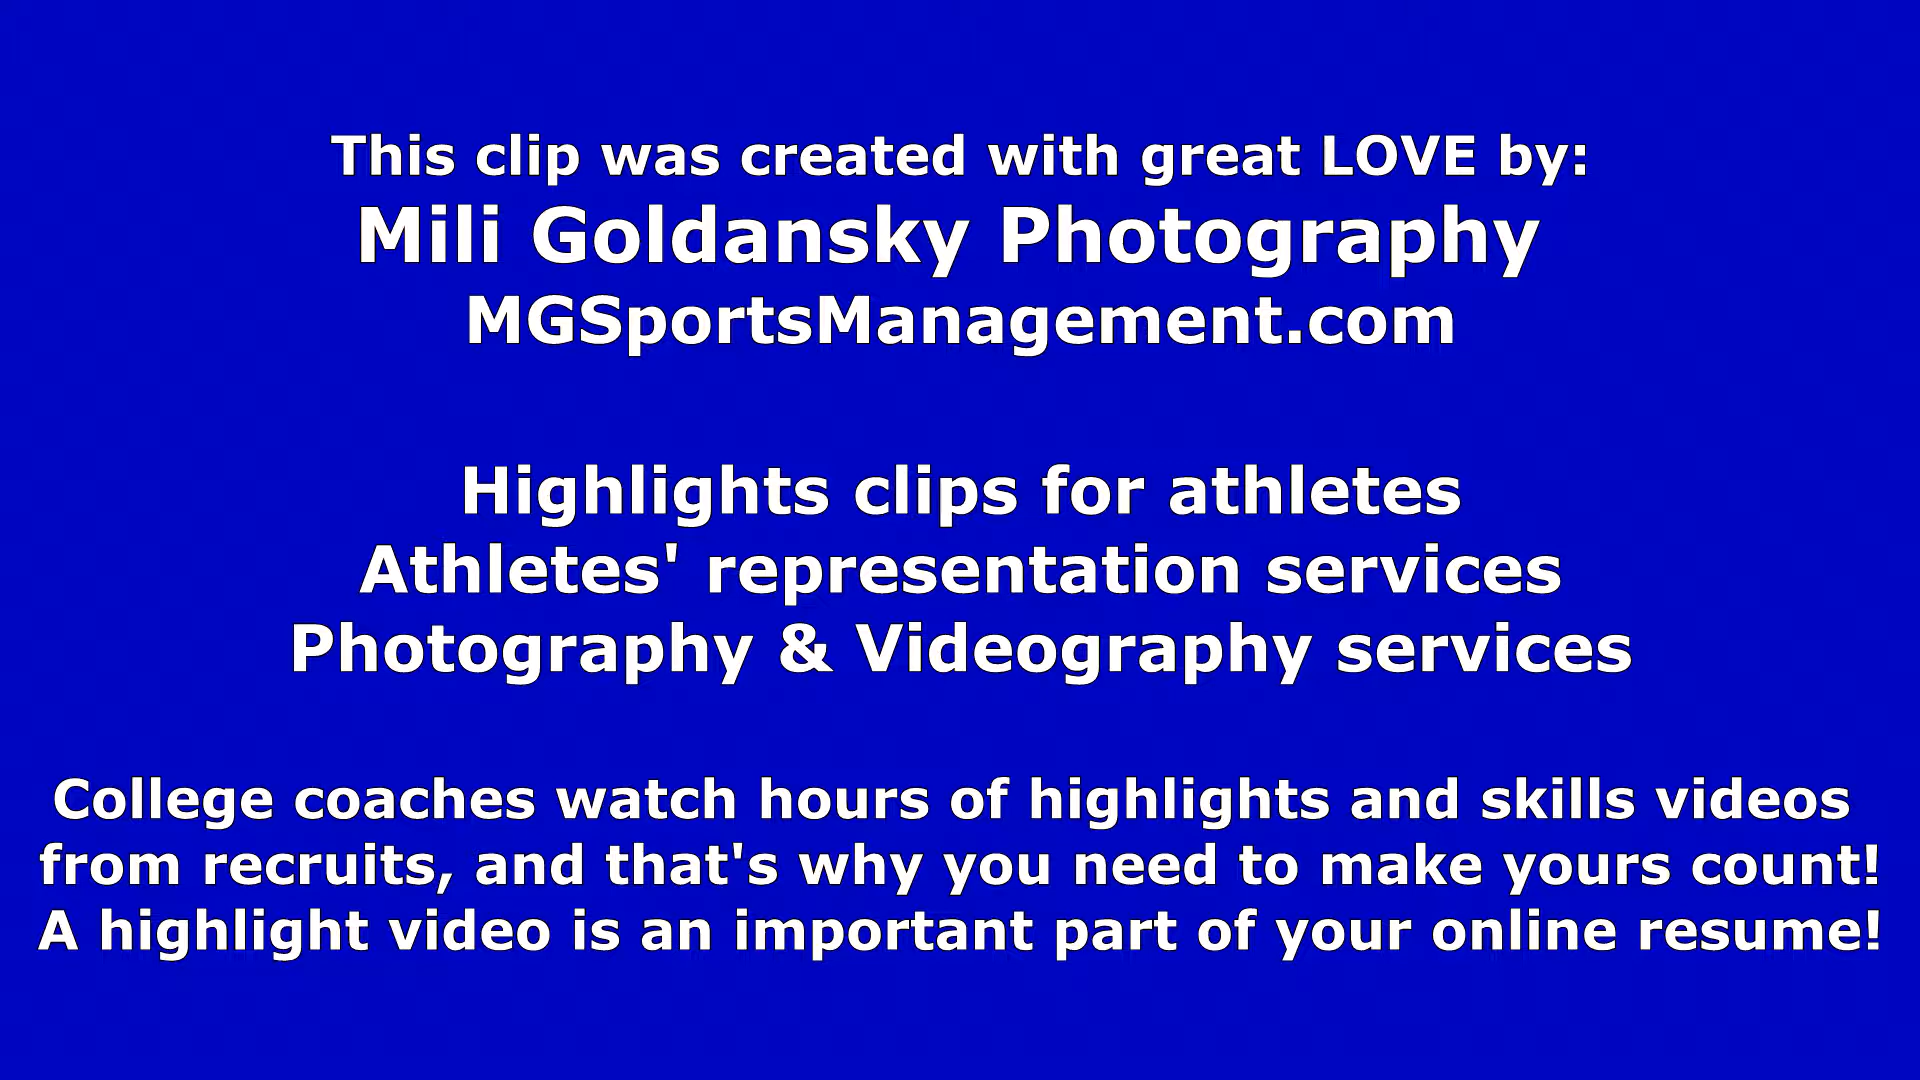 This clip was created with great LOVE by:
Mili Goldansky Photography
MGSportsManagement.com
Highlights clips for athletes
Athletes' representation services
Photography & Videography services
College coaches watch hours of highlights and skills videos
from recruits, and that's why you need to make yours count!
A highlight video is an important part of your online resume!